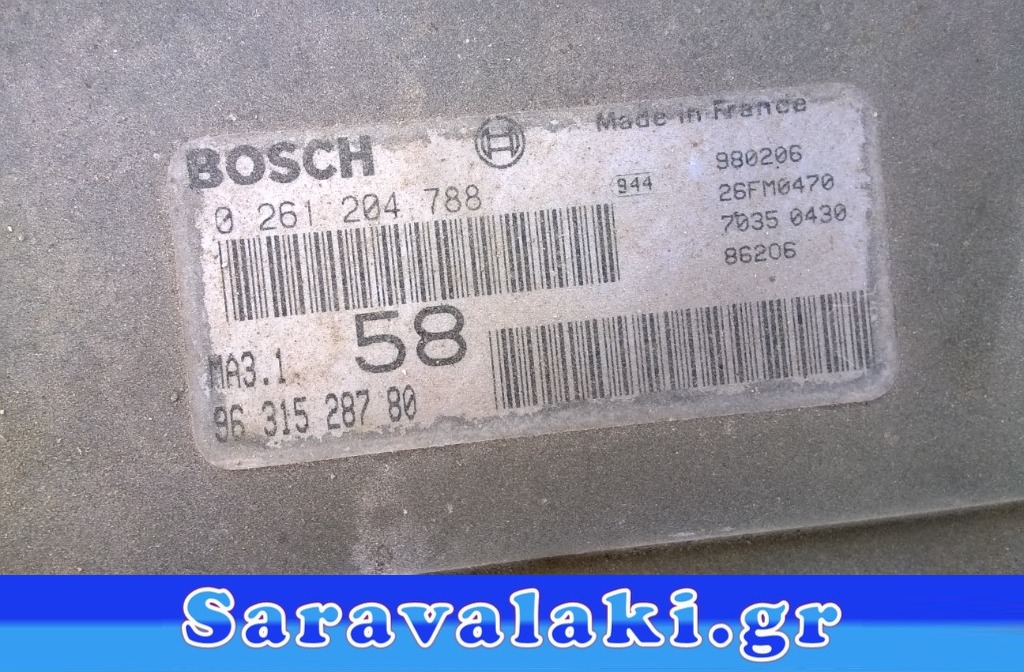 BOSCH
Made in France
0 261 204 788
944
980206
26FM0470
7035 0430
86206
58
MA3.1
96 315 287 80
Saravalaki.gr